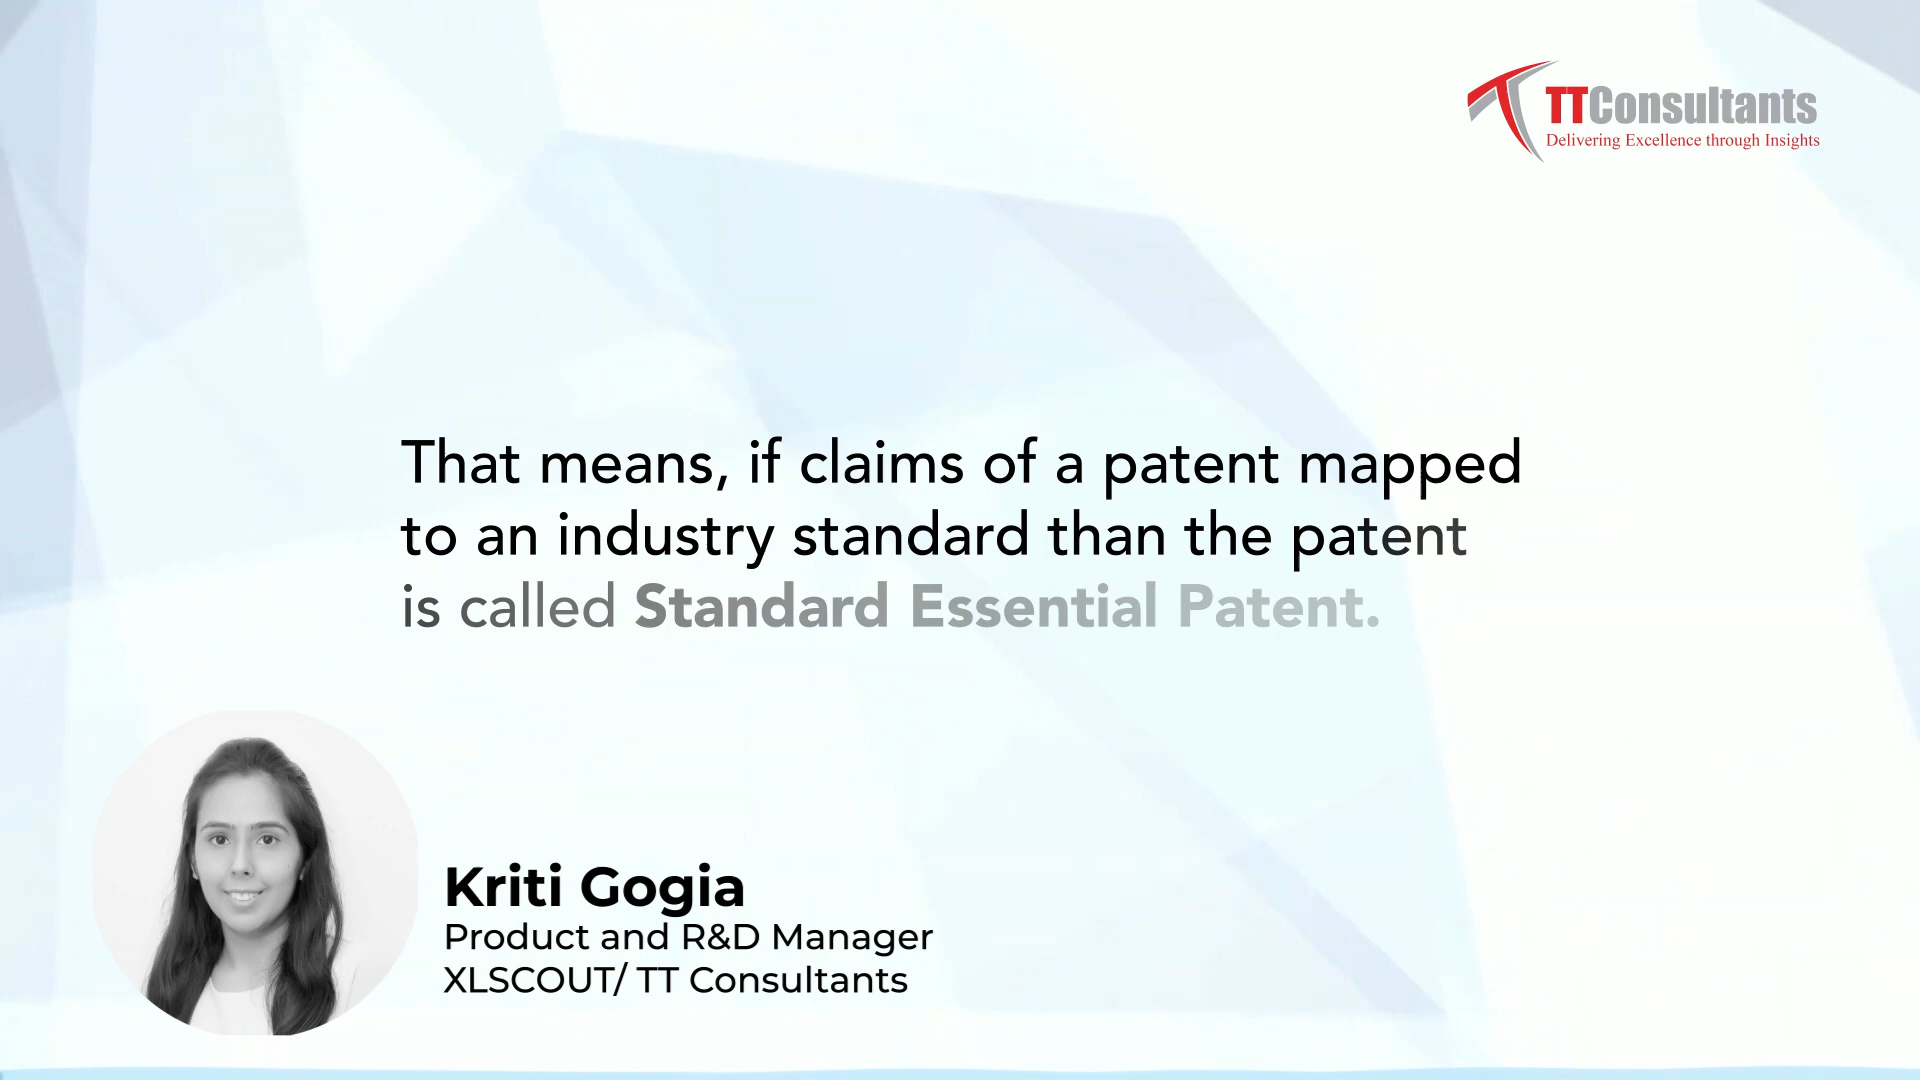 TTConsultants
Delivering Excellence through Insights
That means, if claims of a patent mapped
to an industry standard than the patent
is called Standard Essential Patent.
Kriti Gogia
Product and R&D Manager
XLSCOUT/ TT Consultants